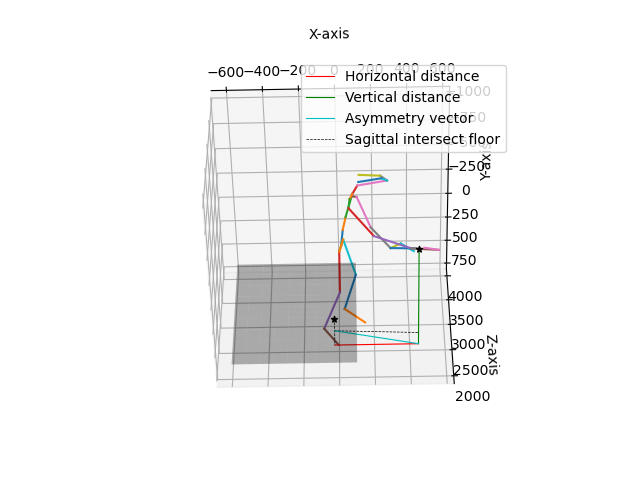 X-axis
−600 −400 −200 0 200 400 600
Horizontal distance
Vertical distance
Asymmetry vector
Sagittal intersect floor
−1000
−250
Y-axis
0
250
500
750
4000
3500
3000
Z-axis
2500
2000